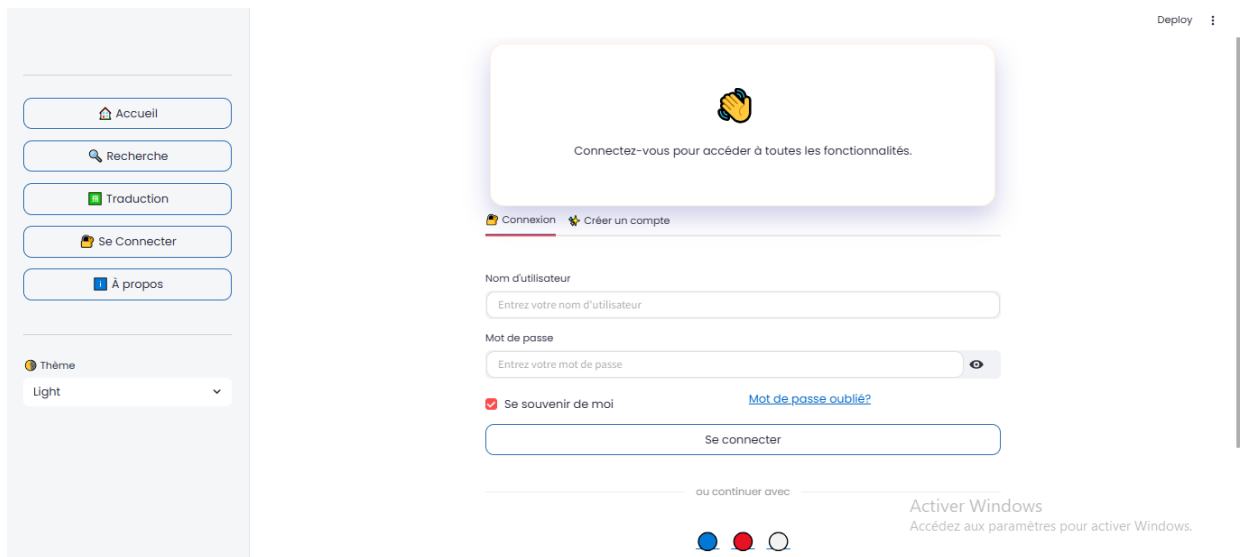 Deploy
Accueil
Recherche
Traduction
Se Connecter
À propos
Thème
Light
Connectez-vous pour accéder à toutes les fonctionnalités.
Connexion
Créer un compte
Nom d'utilisateur
Entrez votre nom d'utilisateur
Mot de passe
Entrez votre mot de passe
Se souvenir de moi
Mot de passe oublié?
Se connecter
ou continuer avec
Activer Windows
Accédez aux paramètres pour activer Windows.